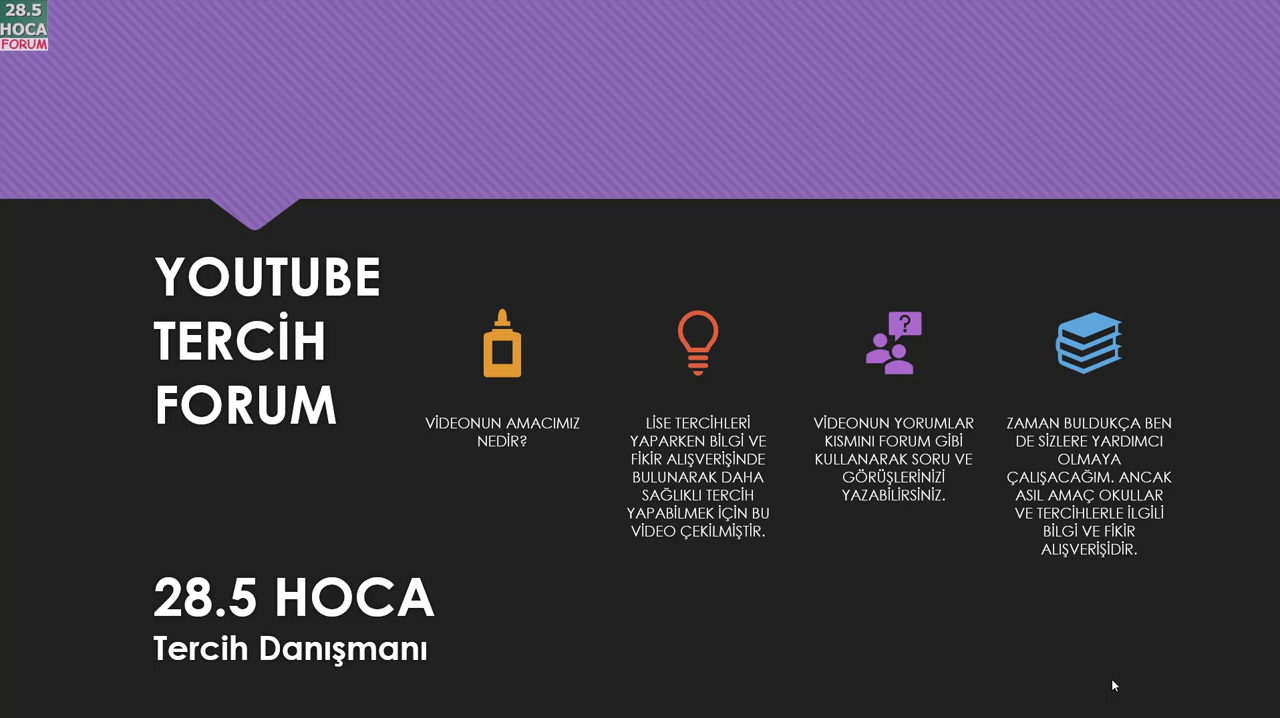 28.5
HOCA
FORUM
YOUTUBE
TERCİH
FORUM
VİDEONUN AMACIMIZ
NEDİR?
LİSE TERCİHLERİ
YAPARKEN BİLGİ VE
FİKİR ALIŞVERİŞİNDE
BULUNARAK DAHA
SAĞLIKLI TERCİH
YAPABİLMEK İÇİN BU
VİDEO ÇEKİLMİŞTİR.
?
VİDEONUN YORUMLAR
KISMINI FORUM GİBİ
KULLANARAK SORU VE
GÖRÜŞLERİNİZİ
YAZABİLİRSİNİZ.
ZAMAN BULDUKÇA BEN
DE SİZLERE YARDIMCI
OLMAYA
ÇALIŞACAĞIM. ANCAK
ASIL AMAÇ OKULLAR
VE TERCİHLERLE İLGİLİ
BİLGİ VE FİKİR
ALIŞVERİŞİDİR.
28.5 HOCA
Tercih Danışmanı